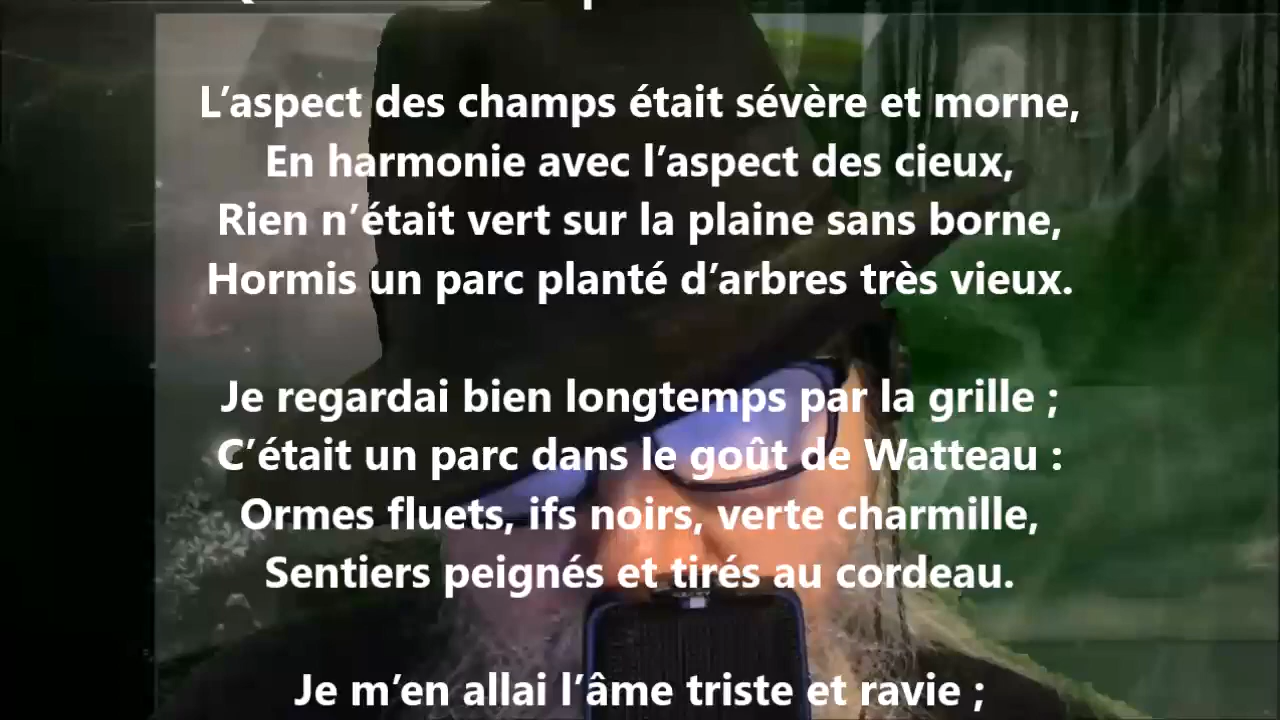 L’aspect des champs était sévère et morne,
En harmonie avec l’aspect des cieux,
Rien n’était vert sur la plaine sans borne,
Hormis un parc planté d’arbres très vieux.
Je regardai bien longtemps par la grille ;
C’était un parc dans le goût de Watteau :
Ormes fluets, ifs noirs, verte charmille,
Sentiers peignés et tirés au cordeau.
Je m’en allai l’âme triste et ravie ;